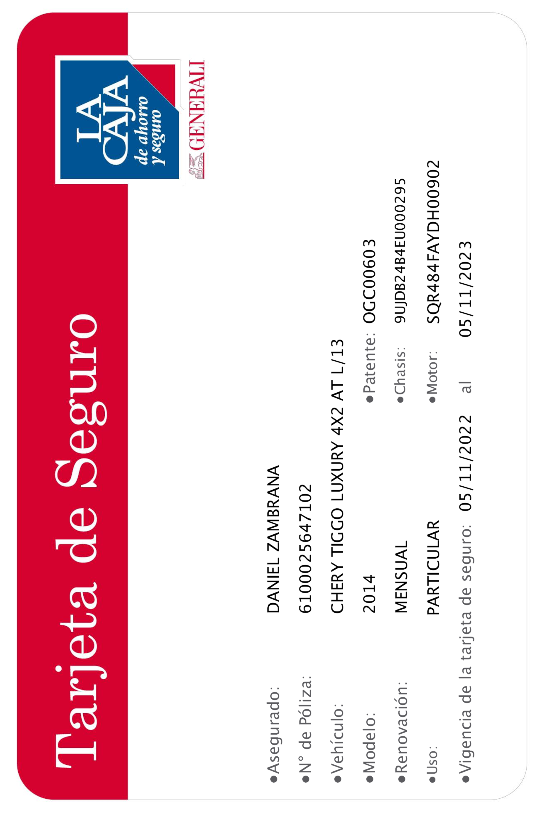 Tarjeta de Seguro
LA
CAJA
de ahorro
y seguro
GENERALI
●Asegurado: DANIEL ZAMBRANA
●N° de Póliza: 6100025647102
●Vehículo: CHERY TIGGO LUXURY 4X2 AT L/13
●Modelo: 2014 ●Patente: OGC00603
●Renovación: MENSUAL ●Chasis: 9UJDB24B4EU000295
●Uso: PARTICULAR ●Motor: SQR484FAYDH00902
●Vigencia de la tarjeta de seguro: 05/11/2022 al 05/11/2023